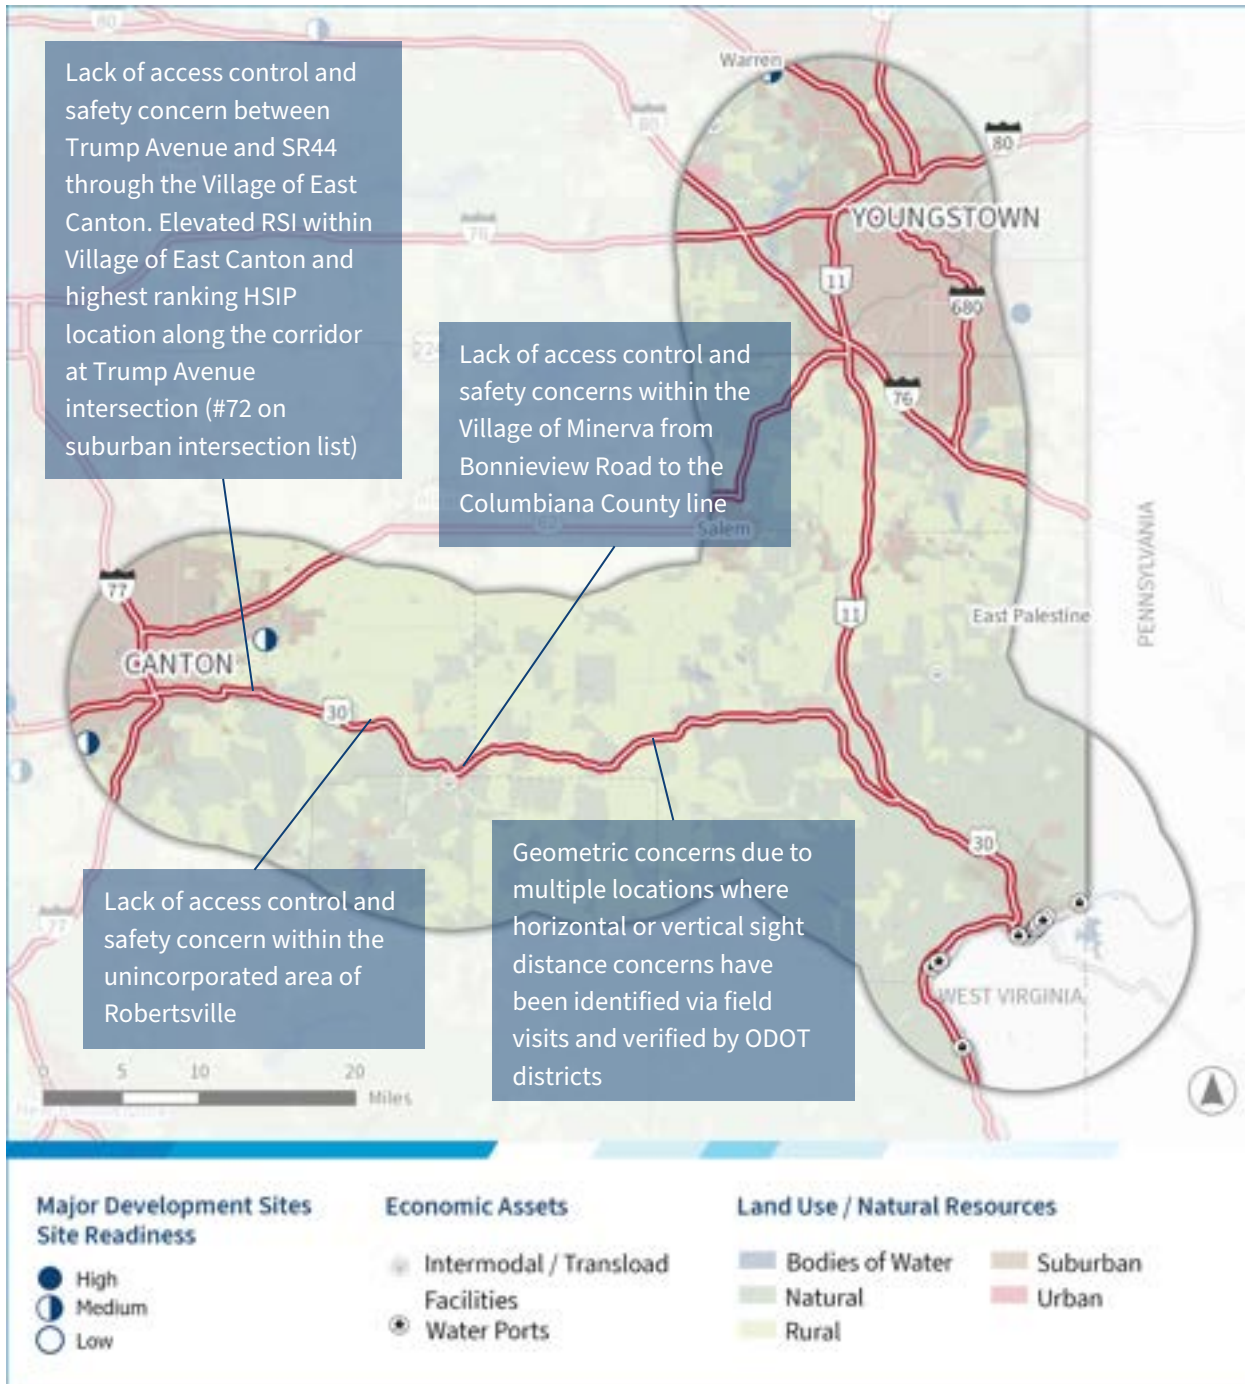 80
Warren
Lack of access control and
safety concern between
Trump Avenue and SR44
through the Village of East
Canton. Elevated RSI within
Village of East Canton and
highest ranking HSIP
location along the corridor
at Trump Avenue
intersection (#72 on
suburban intersection list)
80
80
YOUNGSTOWN
76
11
680
224
Lack of access control and
safety concerns within the
Village of Minerva from
Bonnieview Road to the
Columbiana County line
76
62
Salem
PENNSYLVANIA
77
11
East Palestine
CANTON
30
30
Geometric concerns due to
multiple locations where
horizontal or vertical sight
distance concerns have
been identified via field
visits and verified by ODOT
districts
Lack of access control and
safety concern within the
unincorporated area of
Robertsville
77
WEST VIRGINIA
0 5 10 20
Miles
Major Development Sites
Site Readiness
High
Medium
Low
Economic Assets
Intermodal / Transload
Facilities
Water Ports
Land Use / Natural Resources
Bodies of Water
Natural
Rural
Suburban
Urban